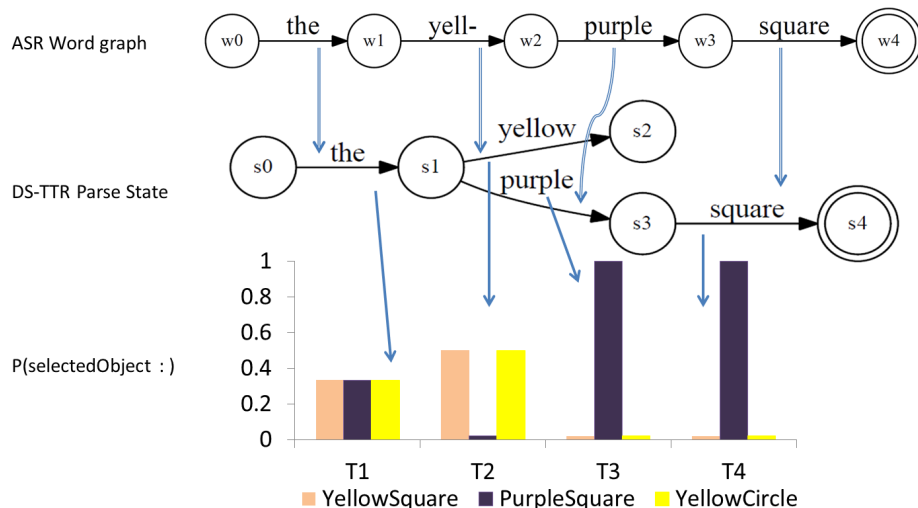 ASR Word graph
w0 the w1 yell- w2 purple w3 square w4
yellow s2
s0 the s1
DS-TTR Parse State
purple
s3 square s4
1
0.8
0.6
P(selectedObject : )
0.4
0.2
0
T1 T2 T3 T4
YellowSquare PurpleSquare YellowCircle